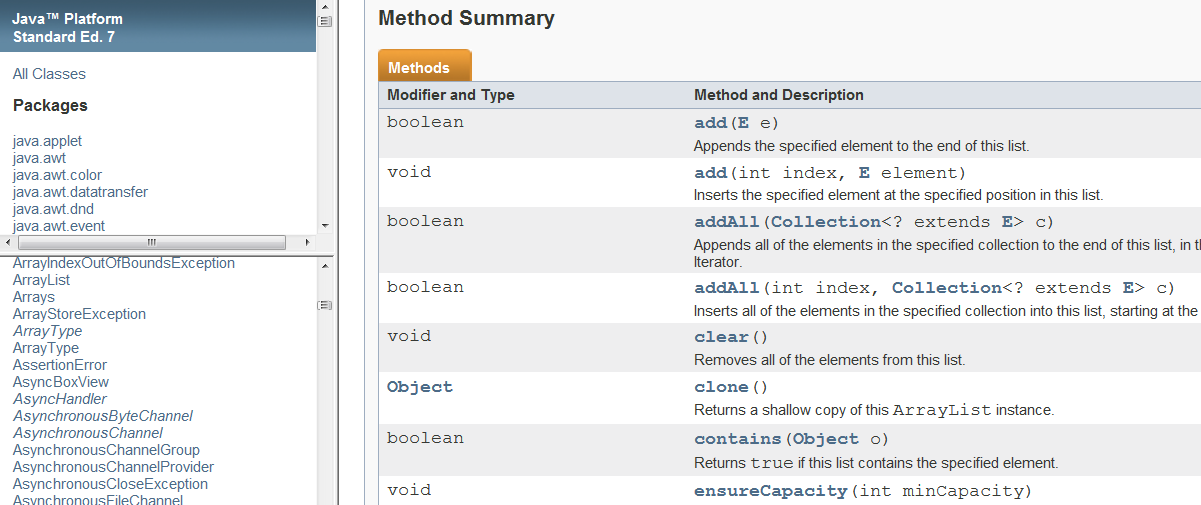 Java™ Platform
Standard Ed. 7
All Classes
Packages
java.applet
java.awt
java.awt.color
java.awt.datatransfer
java.awt.dnd
java.awt.event
ArrayIndexOutOfBoundsException
ArrayList
Arrays
ArrayStoreException
ArrayType
ArrayType
AssertionError
AsyncBoxView
AsyncHandler
AsynchronousByteChannel
AsynchronousChannel
AsynchronousChannelGroup
AsynchronousChannelProvider
AsynchronousCloseException
AsynchronousFileChannel
Method Summary
Methods
Modifier and Type Method and Description
boolean add(E e)
Appends the specified element to the end of this list.
void add(int index, E element)
Inserts the specified element at the specified position in this list.
boolean addAll(Collection<? extends E> c)
Appends all of the elements in the specified collection to the end of this list, in
Iterator.
boolean addAll(int index, Collection<? extends E> c)
Inserts all of the elements in the specified collection into this list, starting at the
void clear()
Removes all of the elements from this list.
Object clone()
Returns a shallow copy of this ArrayList instance.
boolean contains(Object o)
Returns true if this list contains the specified element.
void ensureCapacity(int minCapacity)